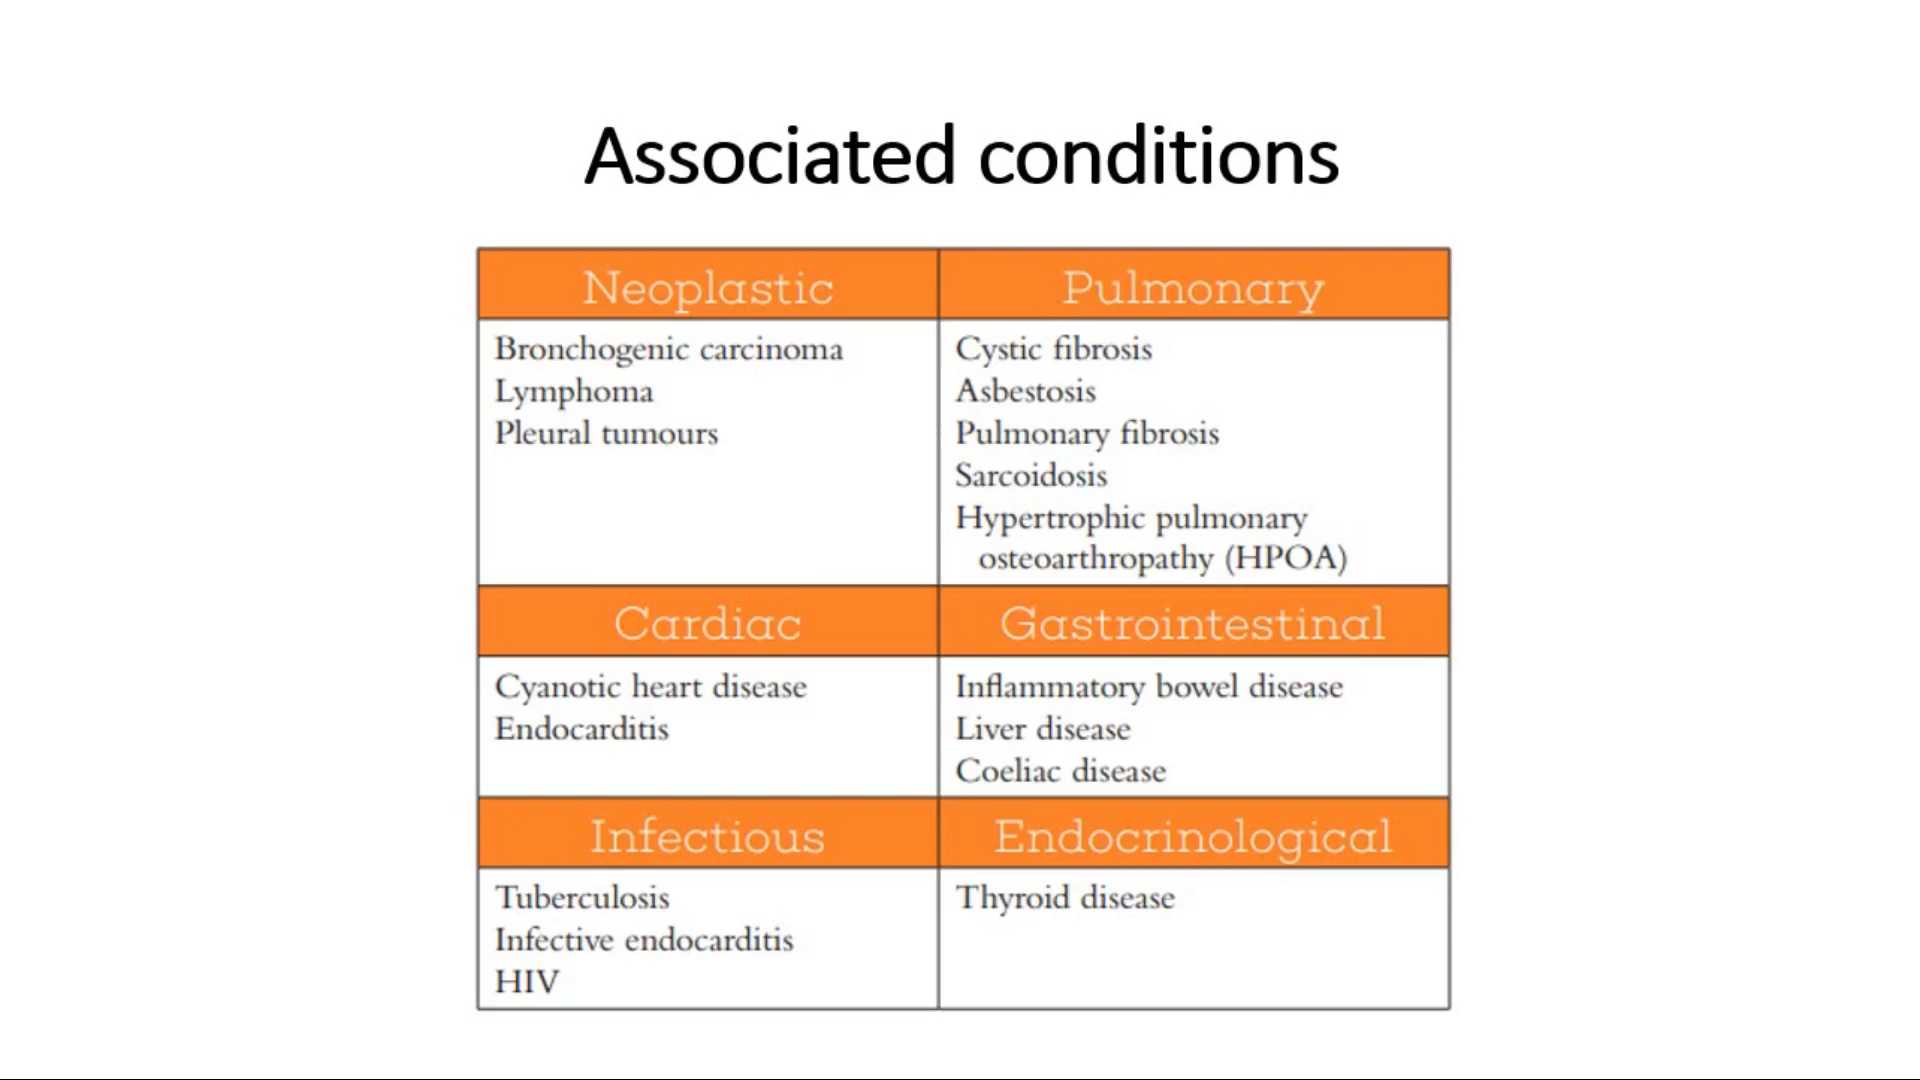 Associated conditions
Neoplastic
Bronchogenic carcinoma
Lymphoma
Pleural tumours
Pulmonary
Cystic fibrosis
Asbestosis
Pulmonary fibrosis
Sarcoidosis
Hypertrophic pulmonary
osteoarthropathy (HPOA)
Cardiac
Cyanotic heart disease
Endocarditis
Gastrointestinal
Inflammatory bowel disease
Liver disease
Coeliac disease
Infectious
Tuberculosis
Infective endocarditis
HIV
Endocrinological
Thyroid disease